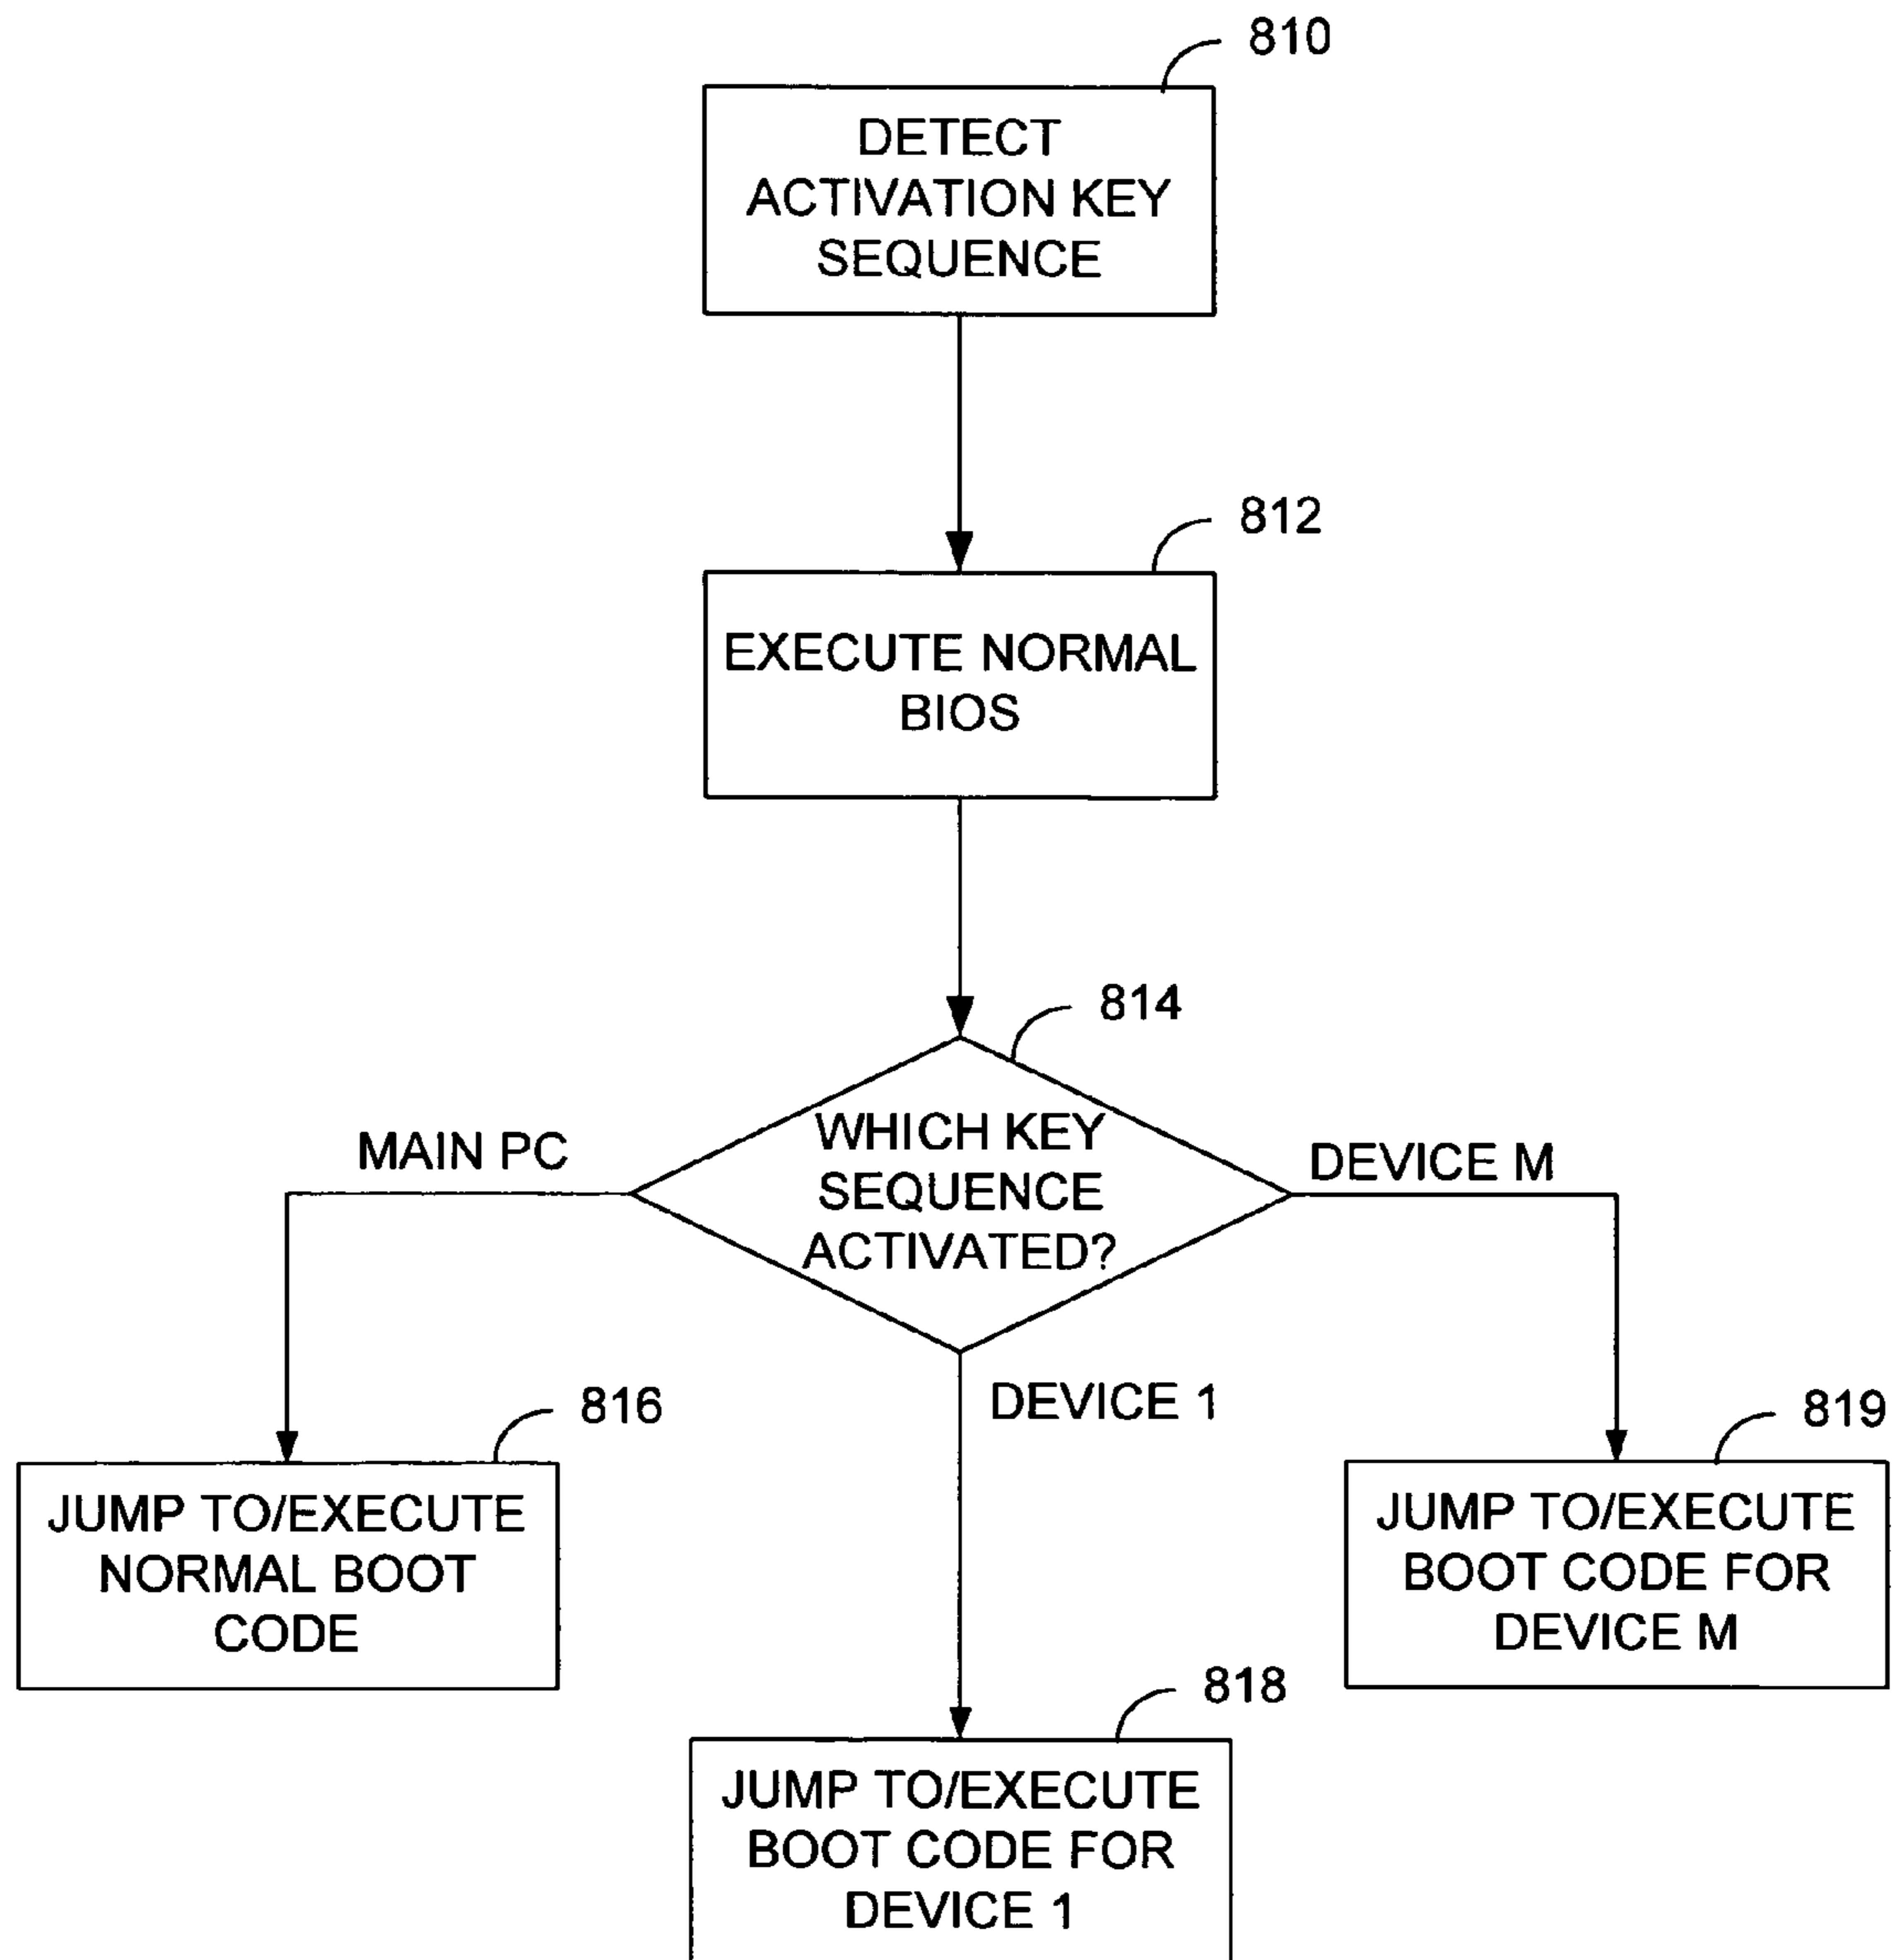 810
DETECT
ACTIVATION KEY
SEQUENCE
812
EXECUTE NORMAL
BIOS
814
WHICH KEY
SEQUENCE
ACTIVATED?
MAIN PC
DEVICE M
DEVICE 1
816
JUMP TO/EXECUTE
NORMAL BOOT
CODE
819
JUMP TO/EXECUTE
BOOT CODE FOR
DEVICE M
818
JUMP TO/EXECUTE
BOOT CODE FOR
DEVICE 1